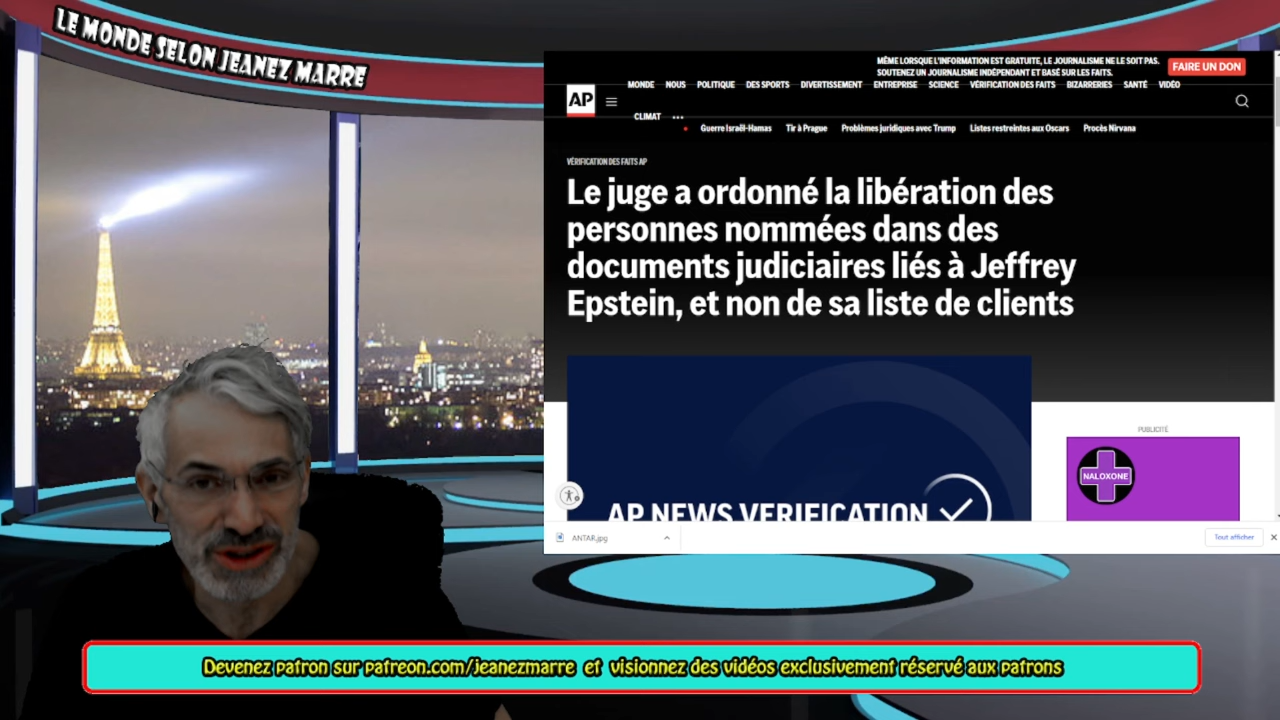 LE MONDE SELON JEANEZ MARRE
MÊME LORSQUE L'INFORMATION EST GRATUITE, LE JOURNALISME NE LE SOIT PAS.
SOUTENEZ UN JOURNALISME INDÉPENDANT ET BASÉ SUR LES FAITS.
FAIRE UN DON
AP
MONDE NOUS POLITIQUE DES SPORTS DIVERTISSEMENT ENTREPRISE SCIENCE VÉRIFICATION DES FAITS BIZARRERIES SANTÉ VIDÉO
CLIMAT ...
Guerre Israël-Hamas Tir à Prague Problèmes juridiques avec Trump Listes restreintes aux Oscars Procès Nirvana
VÉRIFICATION DES FAITS AP
Le juge a ordonné la libération des
personnes nommées dans des
documents judiciaires liés à Jeffrey
Epstein, et non de sa liste de clients
PUBLICITÉ
NALOXONE
AP NEWS VERIFICATION
ANTAR.jpg
Tout afficher
Devenez patron sur patreon.com/jeanezmarre et visionnez des vidéos exclusivement réservé aux patrons